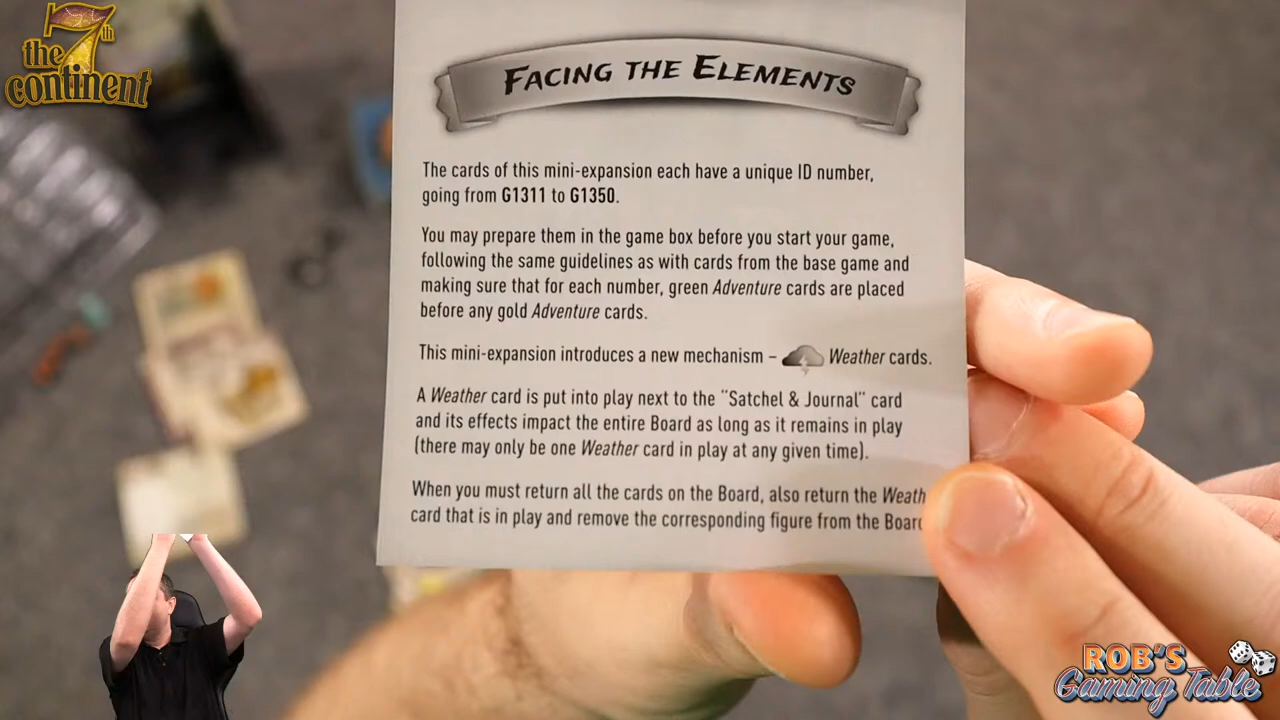 the 7th
continent
FACING THE ELEMENTS
The cards of this mini-expansion each have a unique ID number,
going from G1311 to G1350.
You may prepare them in the game box before you start your game,
following the same guidelines as with cards from the base game and
making sure that for each number, green Adventure cards are placed
before any gold Adventure cards.
This mini-expansion introduces a new mechanism – Weather cards.
A Weather card is put into play next to the "Satchel & Journal" card
and its effects impact the entire Board as long as it remains in play
(there may only be one Weather card in play at any given time).
When you must return all the cards on the Board, also return the Weath
card that is in play and remove the corresponding figure from the Boar
ROB'S
Gaming Table